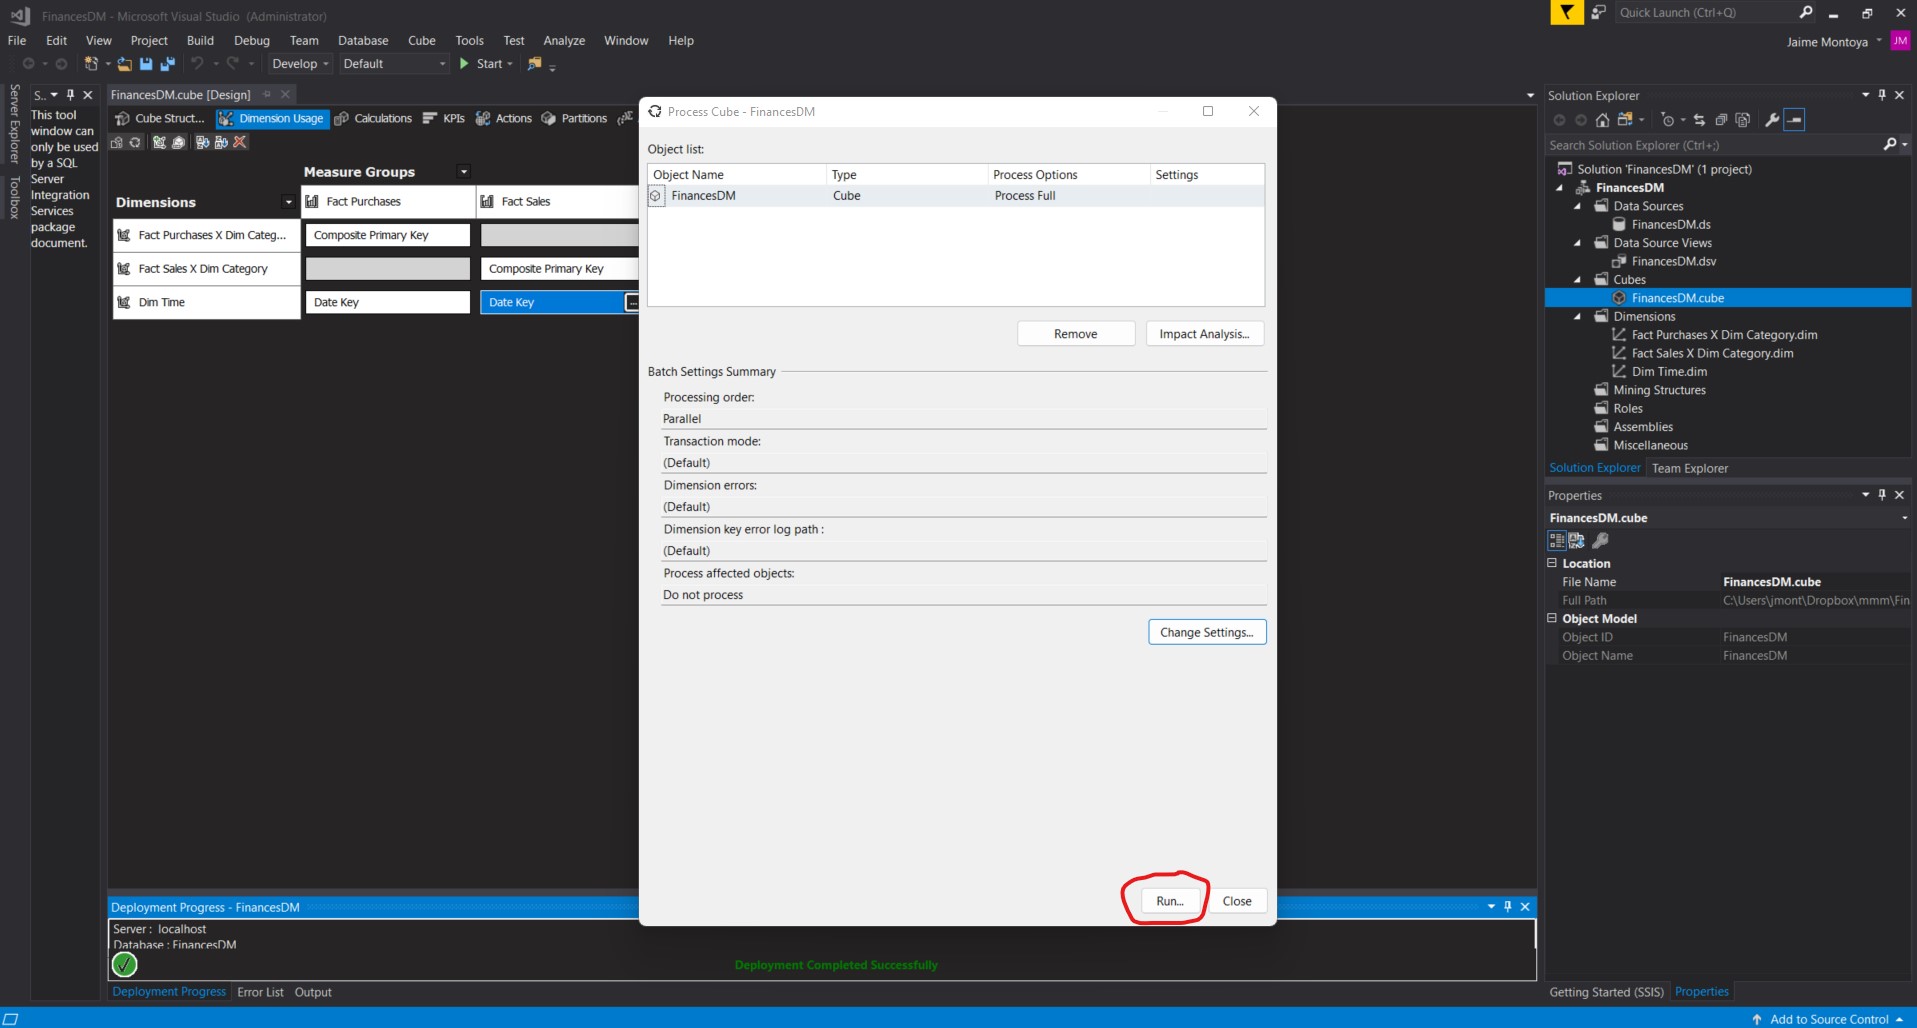 FinancesDM - Microsoft Visual Studio (Administrator)
Quick Launch (Ctrl+Q)
File Edit View Project Build Debug Team Database Cube Tools Test Analyze Window Help
Jaime Montoya JM
Develop Default Start
Server Explorer
Toolbox
S..
This tool
window can
only be used
by a SQL
Server
Integration
Services
package
document.
FinancesDM.cube [Design]
Cube Struct... Dimension Usage Calculations KPIs Actions Partitions
Measure Groups
Dimensions Fact Purchases Fact Sales
Fact Purchases X Dim Categ... Composite Primary Key
Fact Sales X Dim Category Composite Primary Key
Dim Time Date Key Date Key ...
Process Cube - FinancesDM
Object list:
Object Name Type Process Options Settings
FinancesDM Cube Process Full
Remove Impact Analysis...
Batch Settings Summary
Processing order:
Parallel
Transaction mode:
(Default)
Dimension errors:
(Default)
Dimension key error log path :
(Default)
Process affected objects:
Do not process
Change Settings...
Run... Close
Deployment Progress - FinancesDM
Server : localhost
Database : FinancesDM
Deployment Completed Successfully
Deployment Progress Error List Output
Solution Explorer
Search Solution Explorer (Ctrl+;)
Solution 'FinancesDM' (1 project)
FinancesDM
Data Sources
FinancesDM.ds
Data Source Views
FinancesDM.dsv
Cubes
FinancesDM.cube
Dimensions
Fact Purchases X Dim Category.dim
Fact Sales X Dim Category.dim
Dim Time.dim
Mining Structures
Roles
Assemblies
Miscellaneous
Solution Explorer Team Explorer
Properties
FinancesDM.cube
Location
File Name FinancesDM.cube
Full Path C:\Users\jmont\Dropbox\mmm\Fin
Object Model
Object ID FinancesDM
Object Name FinancesDM
Getting Started (SSIS) Properties
Add to Source Control